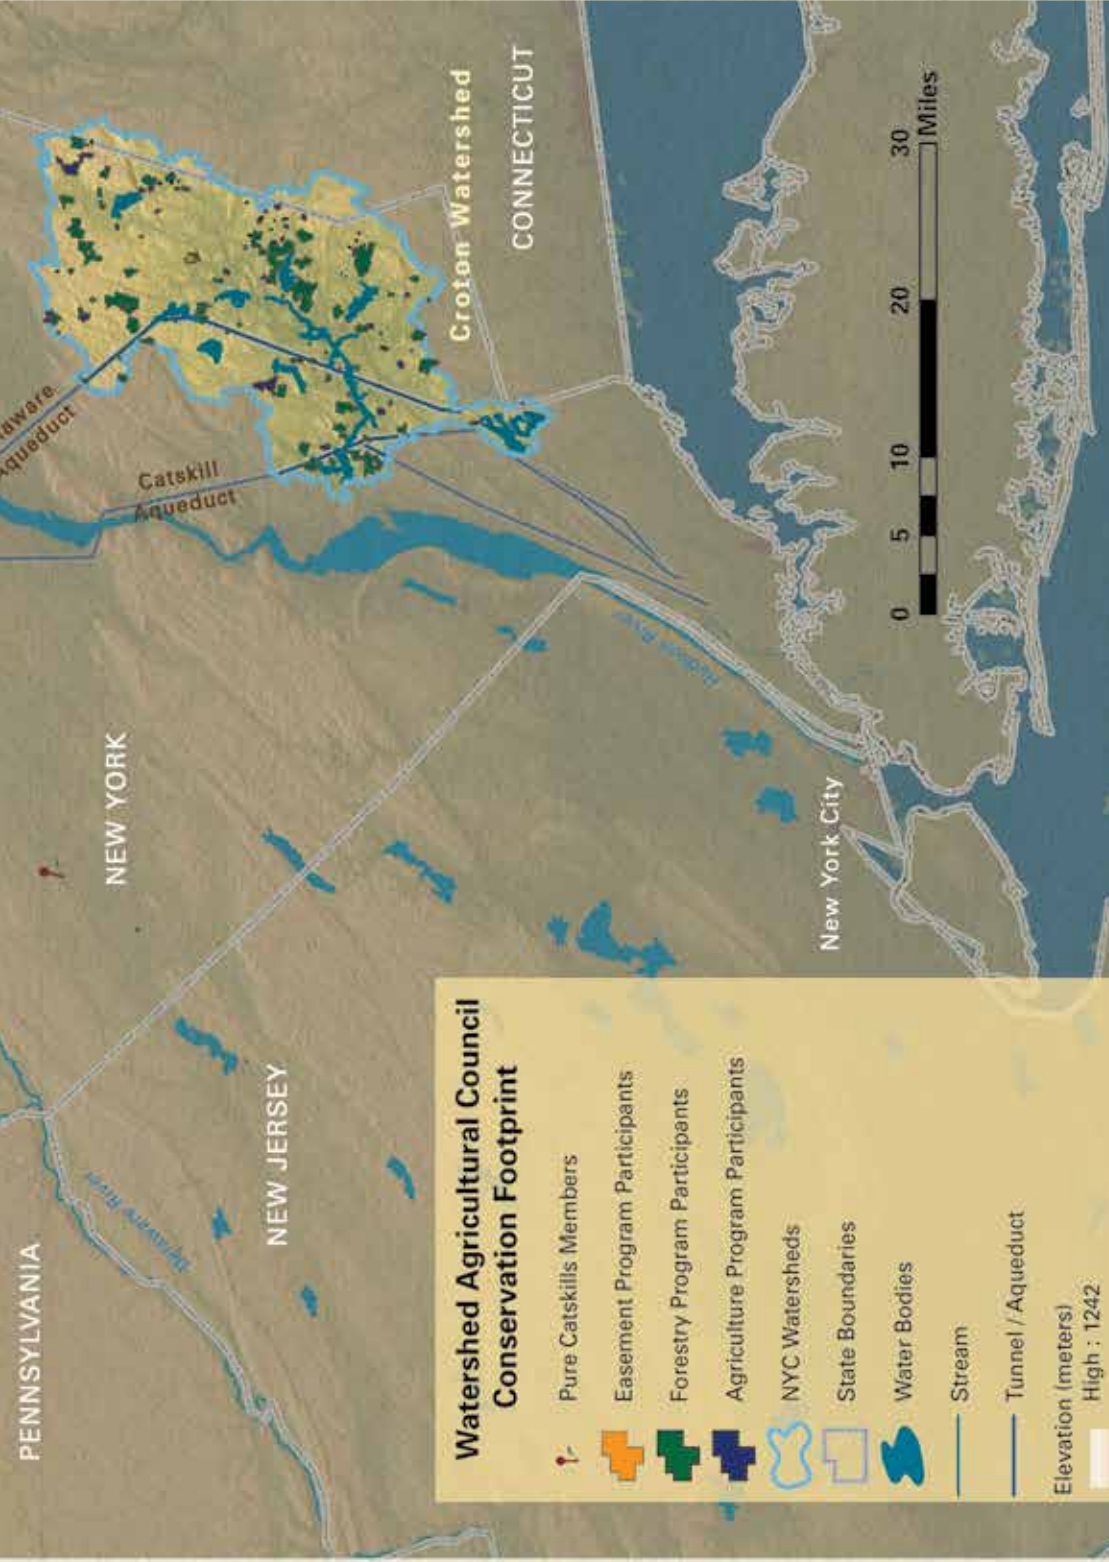 PENNSYLVANIA
NEW YORK
NEW JERSEY
Delaware River
Aqueduct
Catskill
Aqueduct
Croton Watershed
CONNECTICUT
Hudson River
New York City
0 5 10 20 30
Miles
Watershed Agricultural Council
Conservation Footprint
Pure Catskills Members
Easement Program Participants
Forestry Program Participants
Agriculture Program Participants
NYC Watersheds
State Boundaries
Water Bodies
Stream
Tunnel / Aqueduct
Elevation (meters)
High : 1242